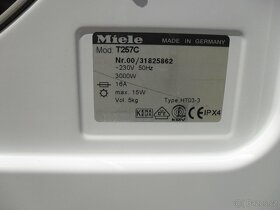 Miele
MADE IN GERMANY
Mod. T257C
Nr.00/31825862
~230V 50Hz
3000W
16A
max. 15W
Vol. 5kg
Type HT03-3
IPX4